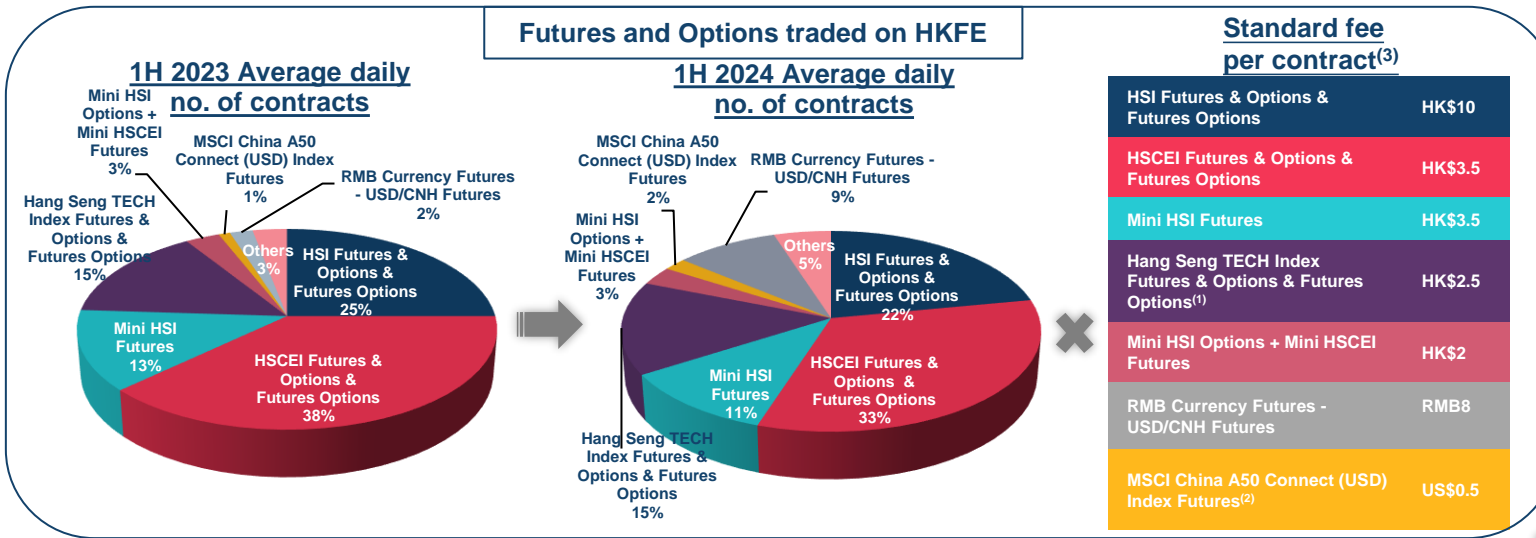 Futures and Options traded on HKFE
1H 2023 Average daily
no. of contracts
Mini HSI
Options +
Mini HSCEI
Futures
3%
MSCI China A50
Connect (USD) Index
Futures
1%
RMB Currency Futures
- USD/CNH Futures
2%
Hang Seng TECH
Index Futures &
Options &
Futures Options
15%
Others
3%
HSI Futures &
Options &
Futures Options
25%
Mini HSI
Futures
13%
HSCEI Futures &
Options &
Futures Options
38%
1H 2024 Average daily
no. of contracts
MSCI China A50
Connect (USD) Index
Futures
2%
RMB Currency Futures -
USD/CNH Futures
9%
Mini HSI
Options +
Mini HSCEI
Futures
3%
Others
5%
HSI Futures &
Options &
Futures Options
22%
Mini HSI
Futures
11%
HSCEI Futures &
Options &
Futures Options
33%
Hang Seng TECH
Index Futures &
Options & Futures
Options
15%
Standard fee
per contract(3)
HSI Futures & Options &
Futures Options
HK$10
HSCEI Futures & Options &
Futures Options
HK$3.5
Mini HSI Futures
HK$3.5
Hang Seng TECH Index
Futures & Options & Futures
Options(1)
HK$2.5
Mini HSI Options + Mini HSCEI
Futures
HK$2
RMB Currency Futures -
USD/CNH Futures
RMB8
MSCI China A50 Connect (USD)
Index Futures(2)
US$0.5